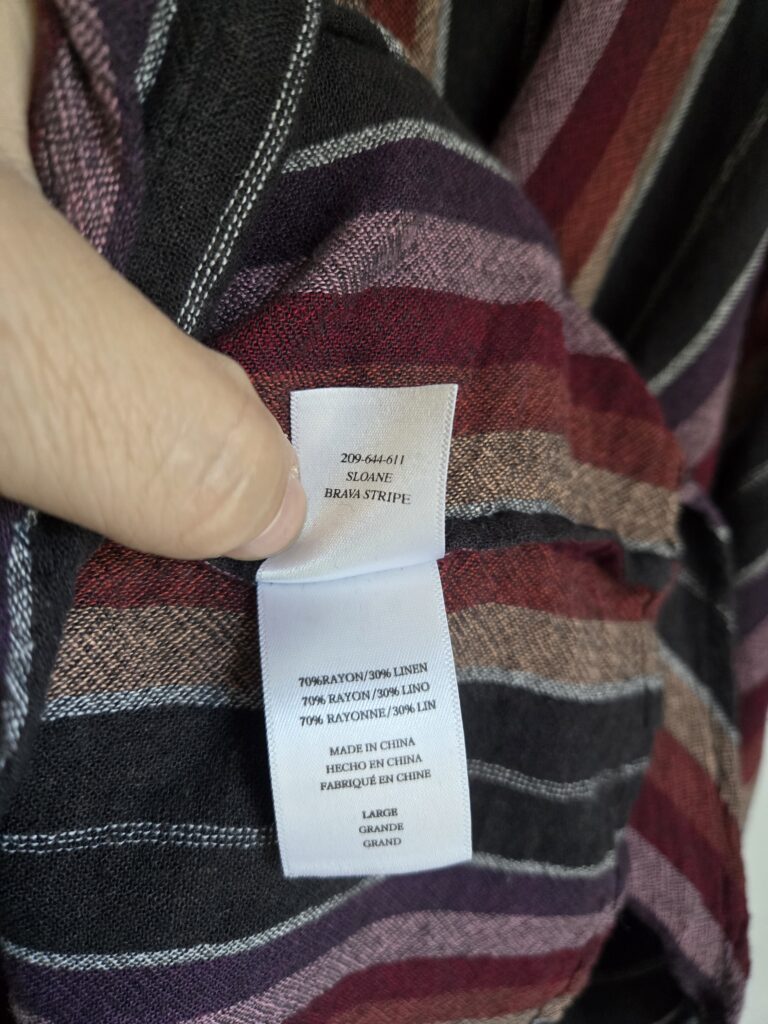 209-644-611
SLOANE
BRAVA STRIPE
70%RAYON/30% LINEN
70% RAYON/30% LINO
70% RAYONNE/30% LIN
MADE IN CHINA
HECHO EN CHINA
FABRIQUÉ EN CHINE
LARGE
GRANDE
GRAND